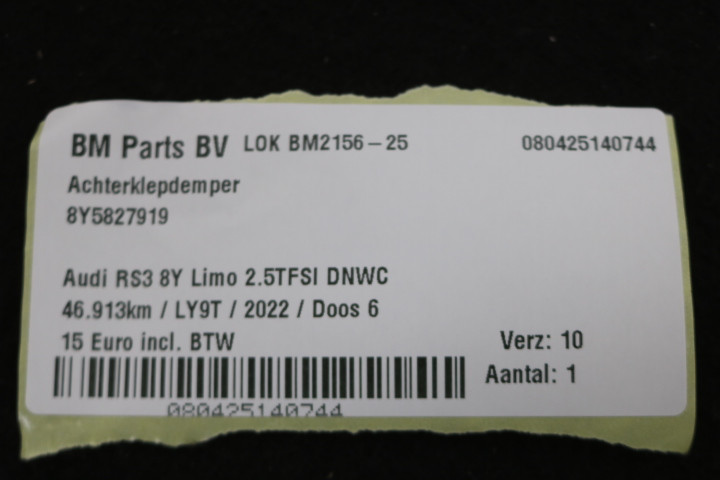 BM Parts BV LOK BM2156-25 080425140744
Achterklepdemper
8Y5827919
Audi RS3 8Y Limo 2.5TFSI DNWC
46.913km / LY9T / 2022 / Doos 6
15 Euro incl. BTW Verz: 10
Aantal: 1
080425140744